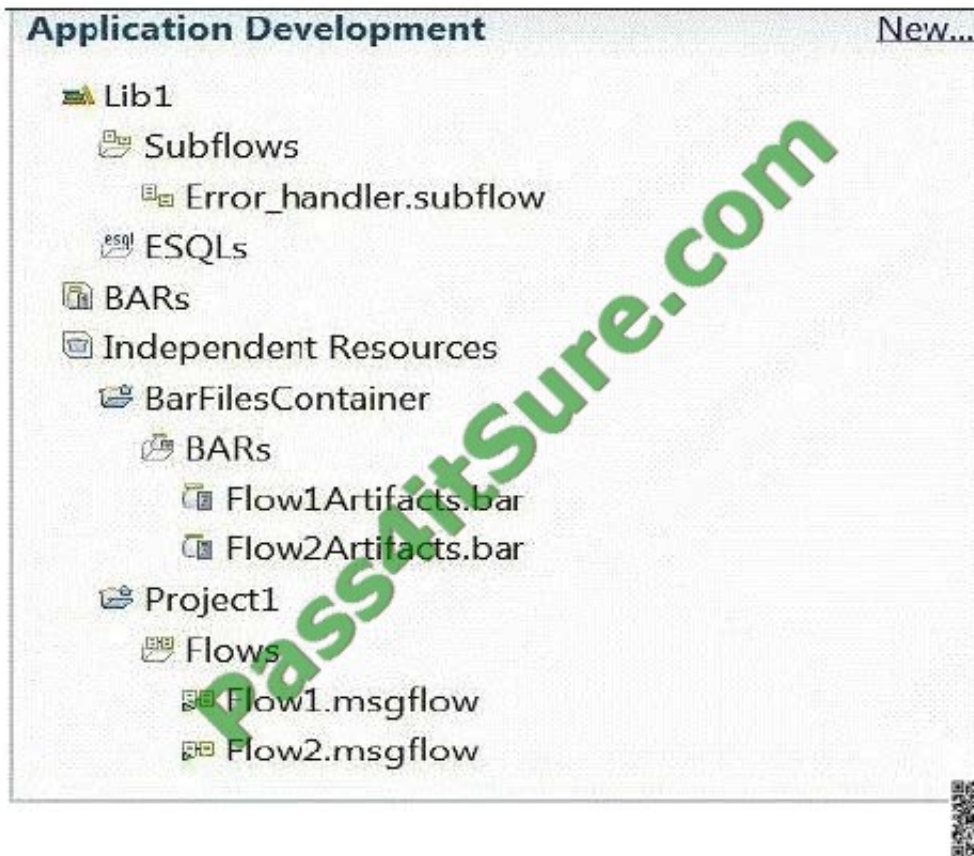 Application Development New...
Lib1
Subflows
Error_handler.subflow
esql ESQLs
BARs
Independent Resources
BarFilesContainer
BARs
Flow1Artifacts.bar
Flow2Artifacts.bar
Project1
Flows
Flow1.msgflow
Flow2.msgflow
Pass4itSure.com